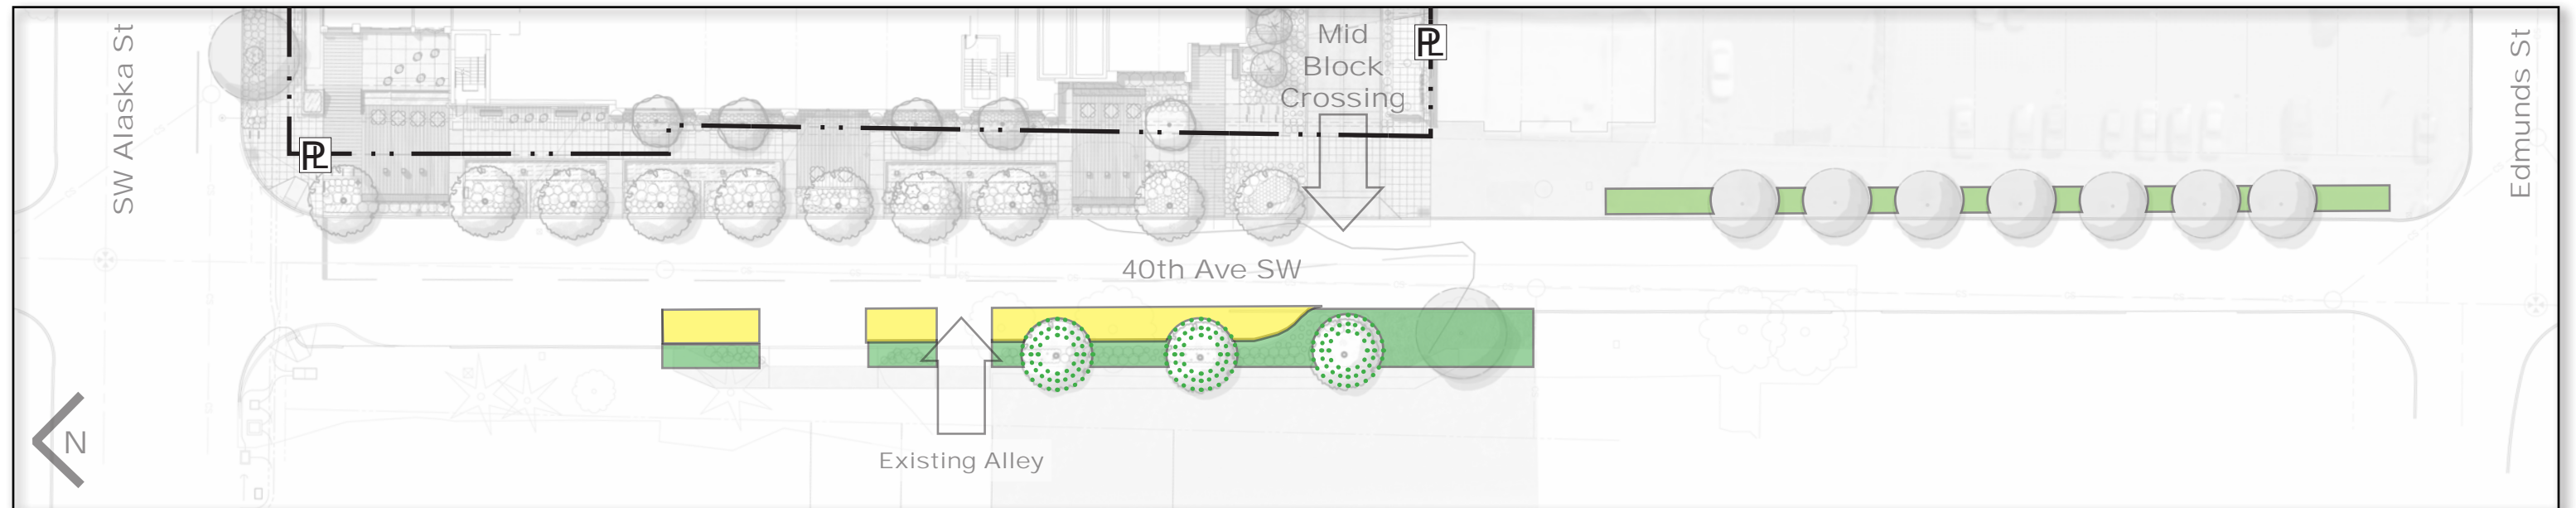 SW Alaska St
PL
Mid
Block
Crossing
PL
Edmunds St
40th Ave SW
N
Existing Alley